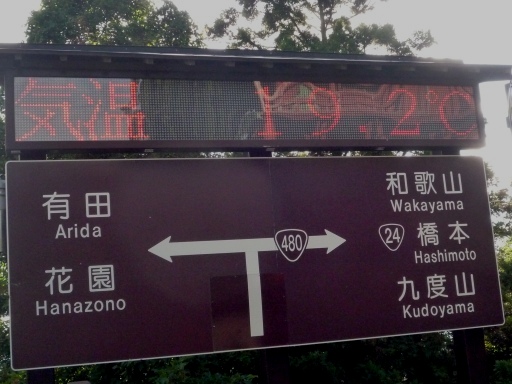 気温 19.2℃
有田
Arida
花園
Hanazono
480
和歌山
Wakayama
24 橋本
Hashimoto
九度山
Kudoyama